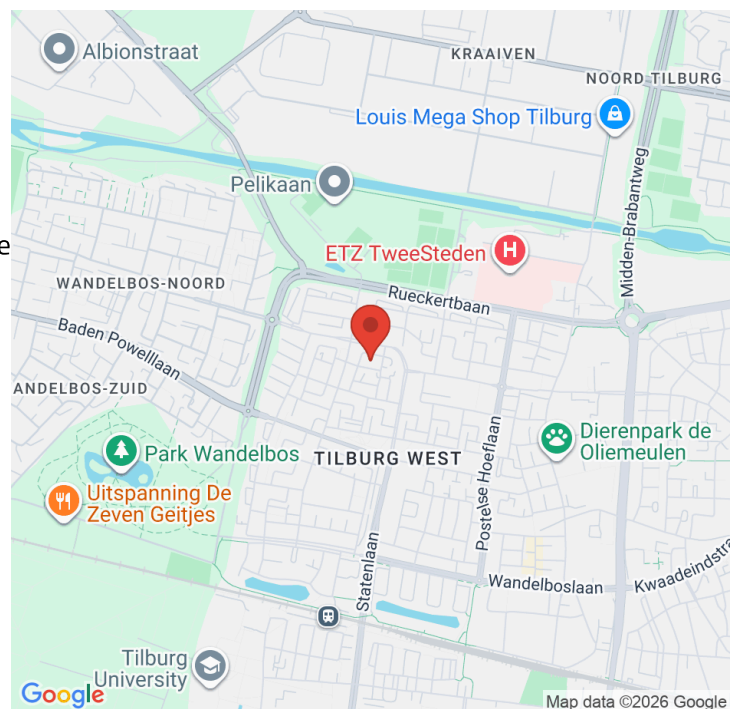 Albionstraat
KRAAIVEN
NOORD TILBURG
Louis Mega Shop Tilburg
Pelikaan
Midden-Brabantweg
e
ETZ TweeSteden
H
WANDELBOS-NOORD
Rueckertbaan
Baden Powelllaan
ANDELBOS-ZUID
Park Wandelbos
TILBURG WEST
Dierenpark de
Oliemeulen
Uitspanning De
Zeven Geitjes
Postelse Hoeflaan
Statenlaan
Wandelboslaan
Kwaadeindstra
Tilburg
University
Google
Map data ©2026 Google